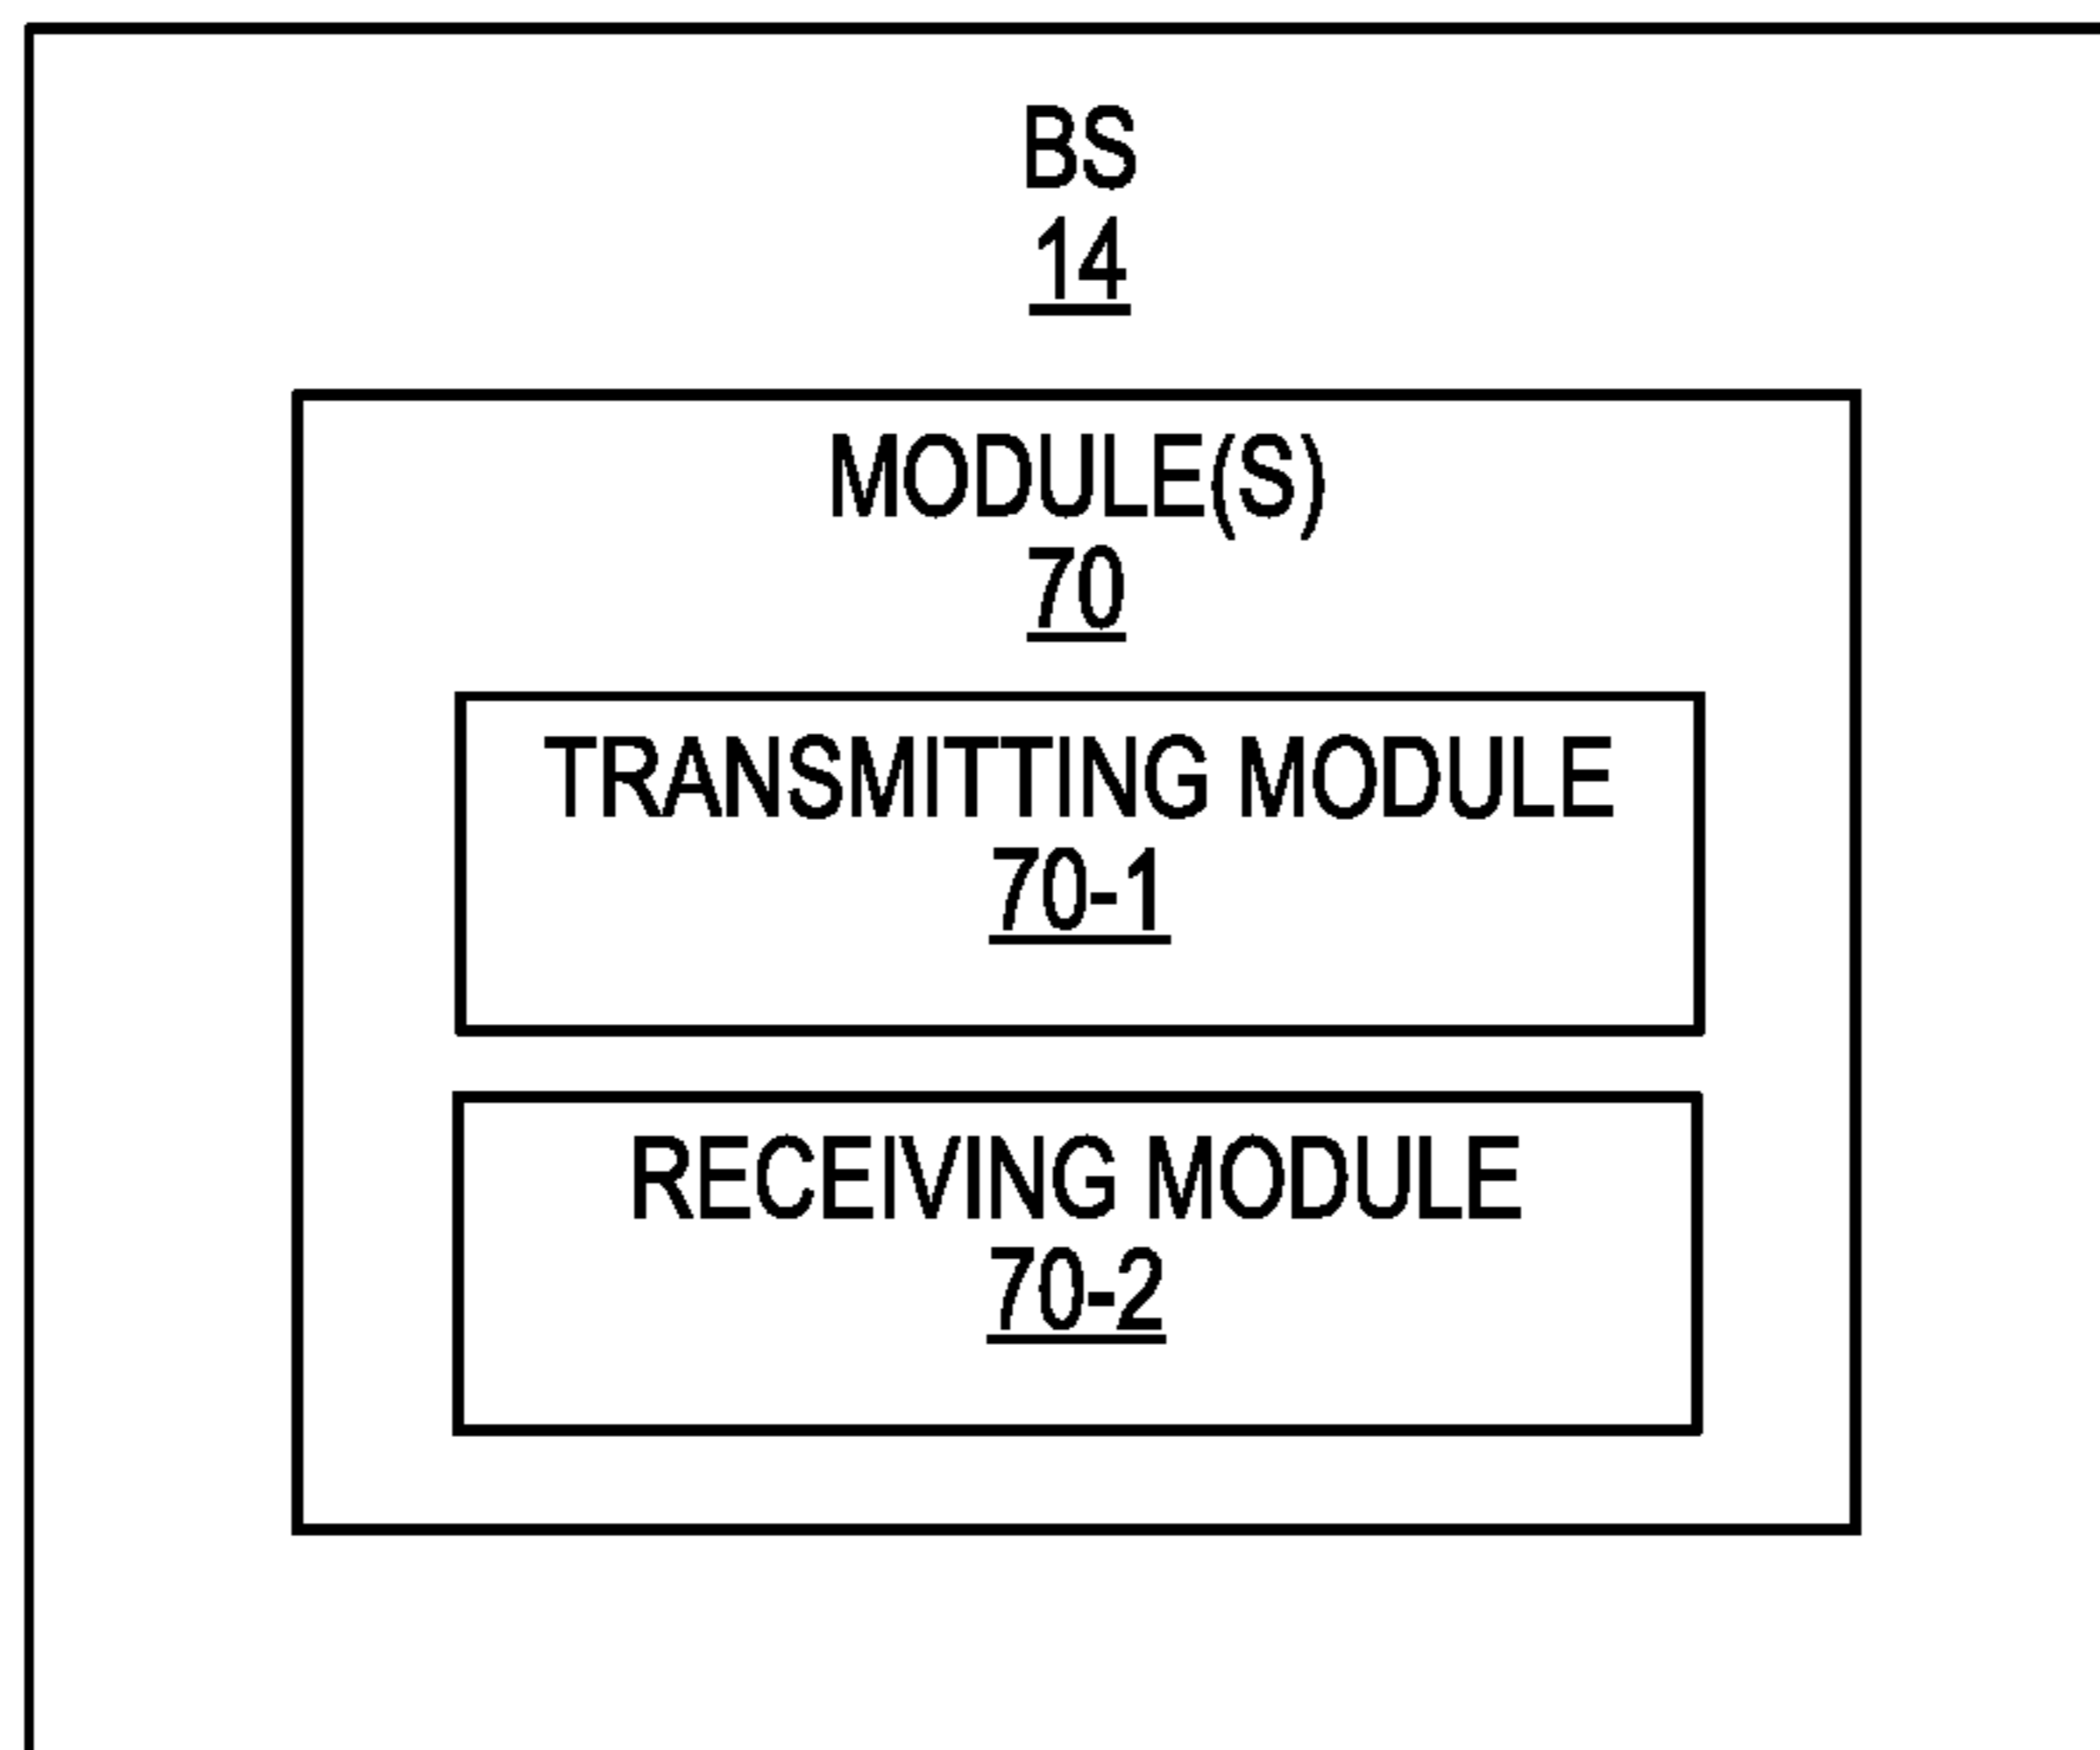 BS
14
MODULE(S)
70
TRANSMITTING MODULE
70-1
RECEIVING MODULE
70-2